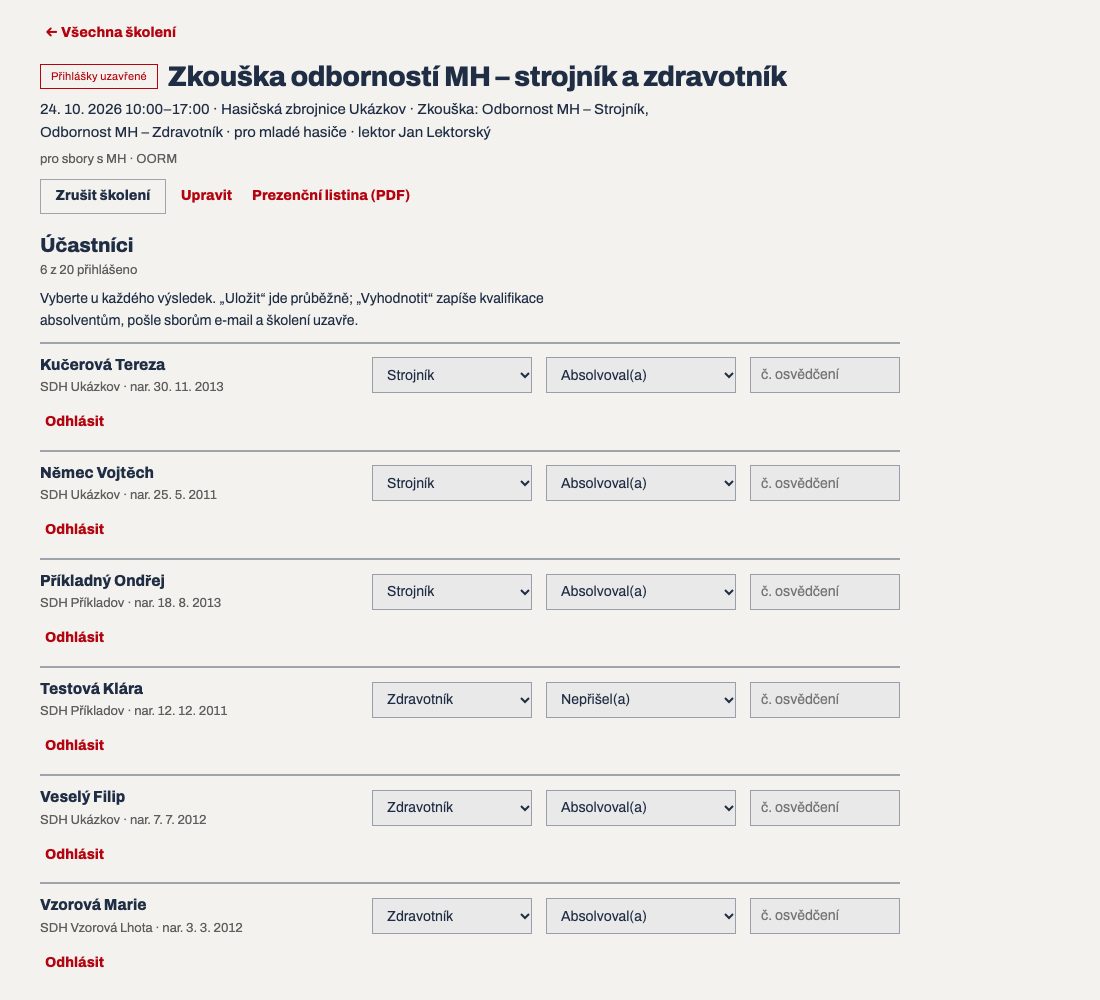 ← Všechna školení
Přihlášky uzavřené Zkouška odborností MH – strojník a zdravotník
24. 10. 2026 10:00–17:00 · Hasičská zbrojnice Ukázkov · Zkouška: Odbornost MH – Strojník,
Odbornost MH – Zdravotník · pro mladé hasiče · lektor Jan Lektorský
pro sbory s MH · OORM
Zrušit školení Upravit Prezenční listina (PDF)
Účastníci
6 z 20 přihlášeno
Vyberte u každého výsledek. „Uložit“ jde průběžně; „Vyhodnotit“ zapíše kvalifikace
absolventům, pošle sborům e-mail a školení uzavře.
Kučerová Tereza Strojník Absolvoval(a) č. osvědčení
SDH Ukázkov · nar. 30. 11. 2013
Odhlásit
Němec Vojtěch Strojník Absolvoval(a) č. osvědčení
SDH Ukázkov · nar. 25. 5. 2011
Odhlásit
Příkladný Ondřej Strojník Absolvoval(a) č. osvědčení
SDH Příkladov · nar. 18. 8. 2013
Odhlásit
Testová Klára Zdravotník Nepřišel(a) č. osvědčení
SDH Příkladov · nar. 12. 12. 2011
Odhlásit
Veselý Filip Zdravotník Absolvoval(a) č. osvědčení
SDH Ukázkov · nar. 7. 7. 2012
Odhlásit
Vzorová Marie Zdravotník Absolvoval(a) č. osvědčení
SDH Vzorová Lhota · nar. 3. 3. 2012
Odhlásit